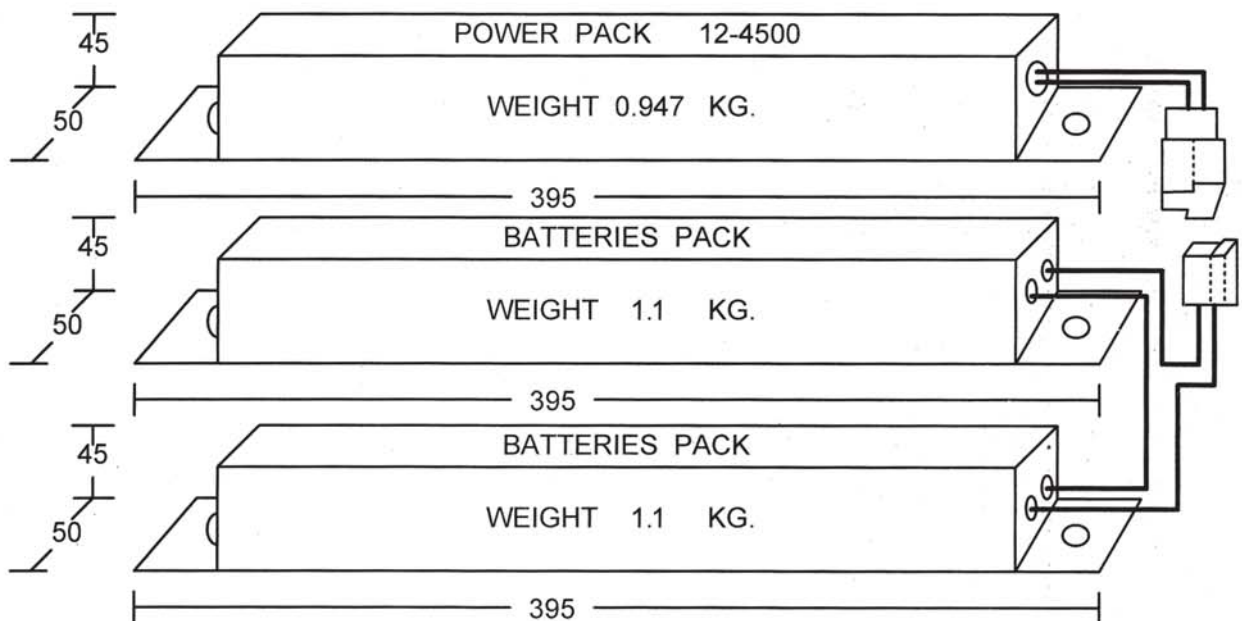 POWER PACK 12-4500
45
WEIGHT 0.947 KG.
50
395
BATTERIES PACK
45
WEIGHT 1.1 KG.
50
395
BATTERIES PACK
45
WEIGHT 1.1 KG.
50
395